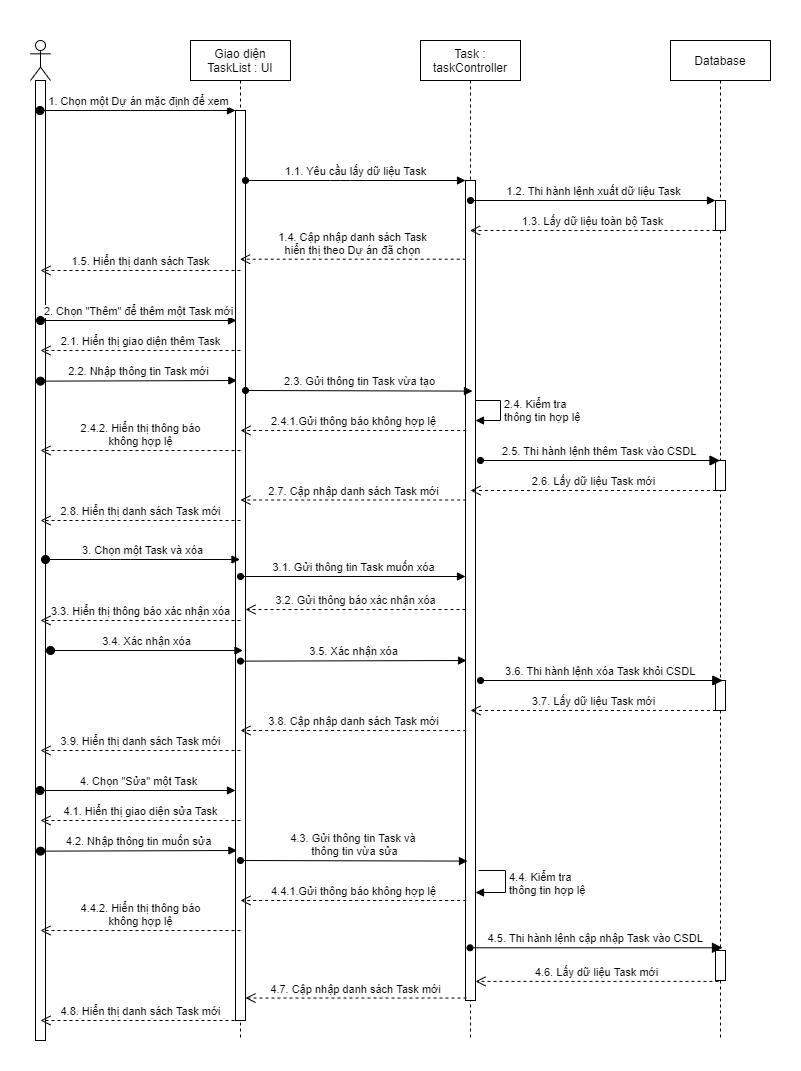 Giao diện
TaskList : UI
Task :
taskController
Database
1. Chọn một Dự án mặc định để xem
1.1. Yêu cầu lấy dữ liệu Task
1.2. Thi hành lệnh xuất dữ liệu Task
1.3. Lấy dữ liệu toàn bộ Task
1.4. Cập nhập danh sách Task
hiển thị theo Dự án đã chọn
1.5. Hiển thị danh sách Task
2. Chọn "Thêm" để thêm một Task mới
2.1. Hiển thị giao diện thêm Task
2.2. Nhập thông tin Task mới
2.3. Gửi thông tin Task vừa tạo
2.4. Kiểm tra
thông tin hợp lệ
2.4.1.Gửi thông báo không hợp lệ
2.4.2. Hiển thị thông báo
không hợp lệ
2.5. Thi hành lệnh thêm Task vào CSDL
2.6. Lấy dữ liệu Task mới
2.7. Cập nhập danh sách Task mới
2.8. Hiển thị danh sách Task mới
3. Chọn một Task và xóa
3.1. Gửi thông tin Task muốn xóa
3.2. Gửi thông báo xác nhận xóa
3.3. Hiển thị thông báo xác nhận xóa
3.4. Xác nhận xóa
3.5. Xác nhận xóa
3.6. Thi hành lệnh xóa Task khỏi CSDL
3.7. Lấy dữ liệu Task mới
3.8. Cập nhập danh sách Task mới
3.9. Hiển thị danh sách Task mới
4. Chọn "Sửa" một Task
4.1. Hiển thị giao diện sửa Task
4.2. Nhập thông tin muốn sửa
4.3. Gửi thông tin Task và
thông tin vừa sửa
4.4. Kiểm tra
thông tin hợp lệ
4.4.1.Gửi thông báo không hợp lệ
4.4.2. Hiển thị thông báo
không hợp lệ
4.5. Thi hành lệnh cập nhập Task vào CSDL
4.6. Lấy dữ liệu Task mới
4.7. Cập nhập danh sách Task mới
4.8. Hiển thị danh sách Task mới